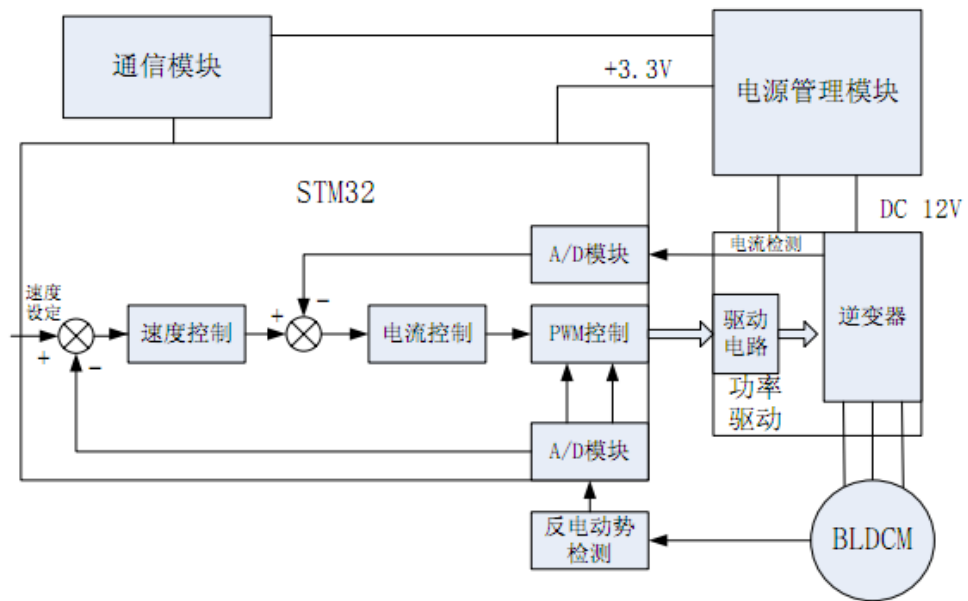 通信模块
+3.3V
电源管理模块
STM32
DC 12V
A/D模块
电流检测
速度
设定
+
−
速度控制
+
−
电流控制
PWM控制
驱动
电路
逆变器
功率
驱动
A/D模块
反电动势
检测
BLDCM